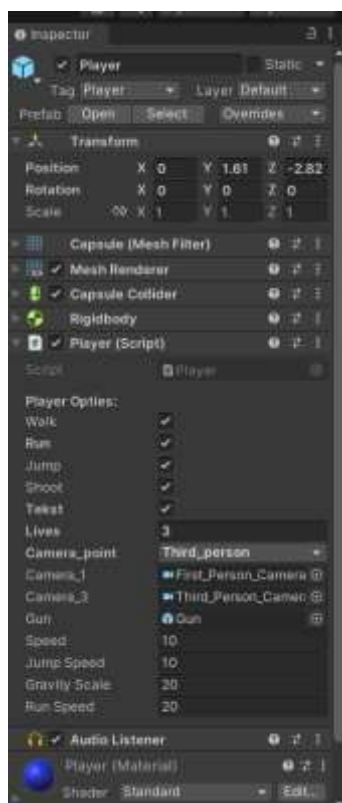 Inspector
Player Static
Tag Player Layer Default
Prefab Open Select Overrides
Transform
Position X 0 Y 1.61 Z -2.82
Rotation X 0 Y 0 Z 0
Scale X 1 Y 1 Z 1
Capsule (Mesh Filter)
Mesh Renderer
Capsule Collider
Rigidbody
Player (Script)
Script Player
Player Opties:
Walk
Run
Jump
Shoot
Tekst
Lives 3
Camera_point Third_person
Camera_1 First_Person_Camera
Camera_3 Third_Person_Camer
Gun Gun
Speed 10
Jump Speed 10
Gravity Scale 20
Run Speed 20
Audio Listener
Player (Material)
Shader Standard Edit...